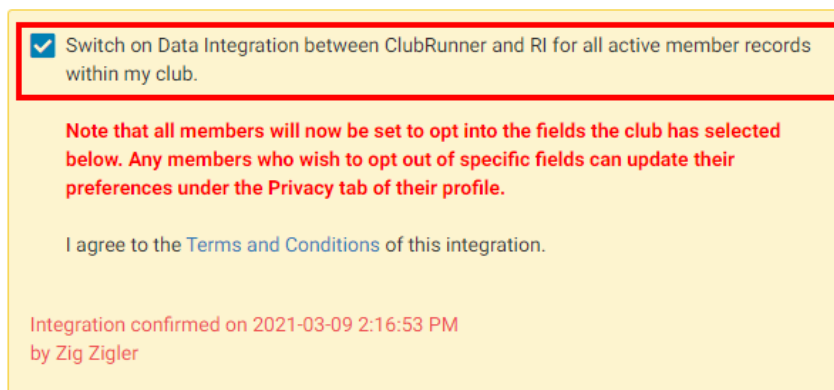 Switch on Data Integration between ClubRunner and RI for all active member records
within my club.
Note that all members will now be set to opt into the fields the club has selected
below. Any members who wish to opt out of specific fields can update their
preferences under the Privacy tab of their profile.
I agree to the Terms and Conditions of this integration.
Integration confirmed on 2021-03-09 2:16:53 PM
by Zig Zigler